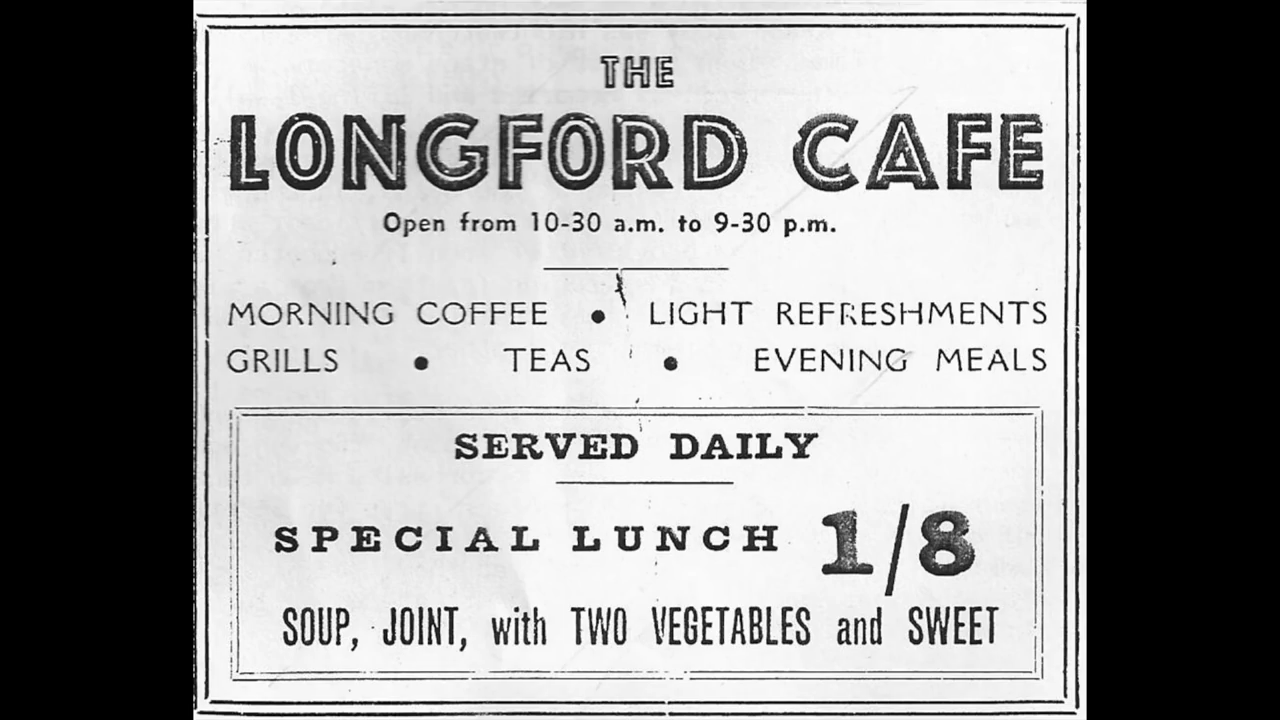 THE
LONGFORD CAFE
Open from 10-30 a.m. to 9-30 p.m.
MORNING COFFEE • LIGHT REFRESHMENTS
GRILLS • TEAS • EVENING MEALS
SERVED DAILY
SPECIAL LUNCH 1/8
SOUP, JOINT, with TWO VEGETABLES and SWEET